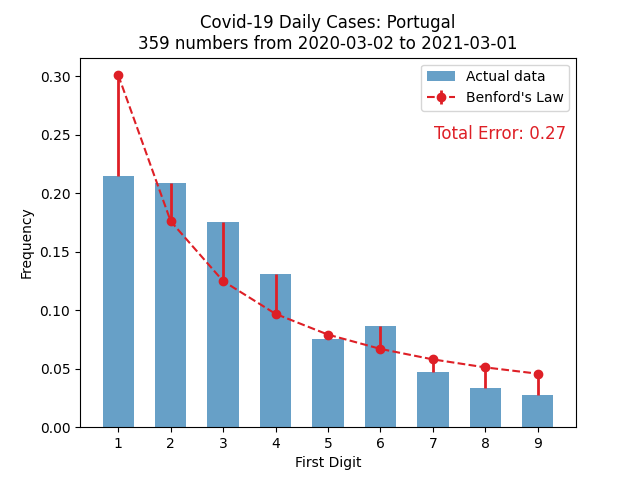 Covid-19 Daily Cases: Portugal
359 numbers from 2020-03-02 to 2021-03-01
Actual data
Benford's Law
Total Error: 0.27
0.30
0.25
0.20
0.15
0.10
0.05
0.00
Frequency
1 2 3 4 5 6 7 8 9
First Digit